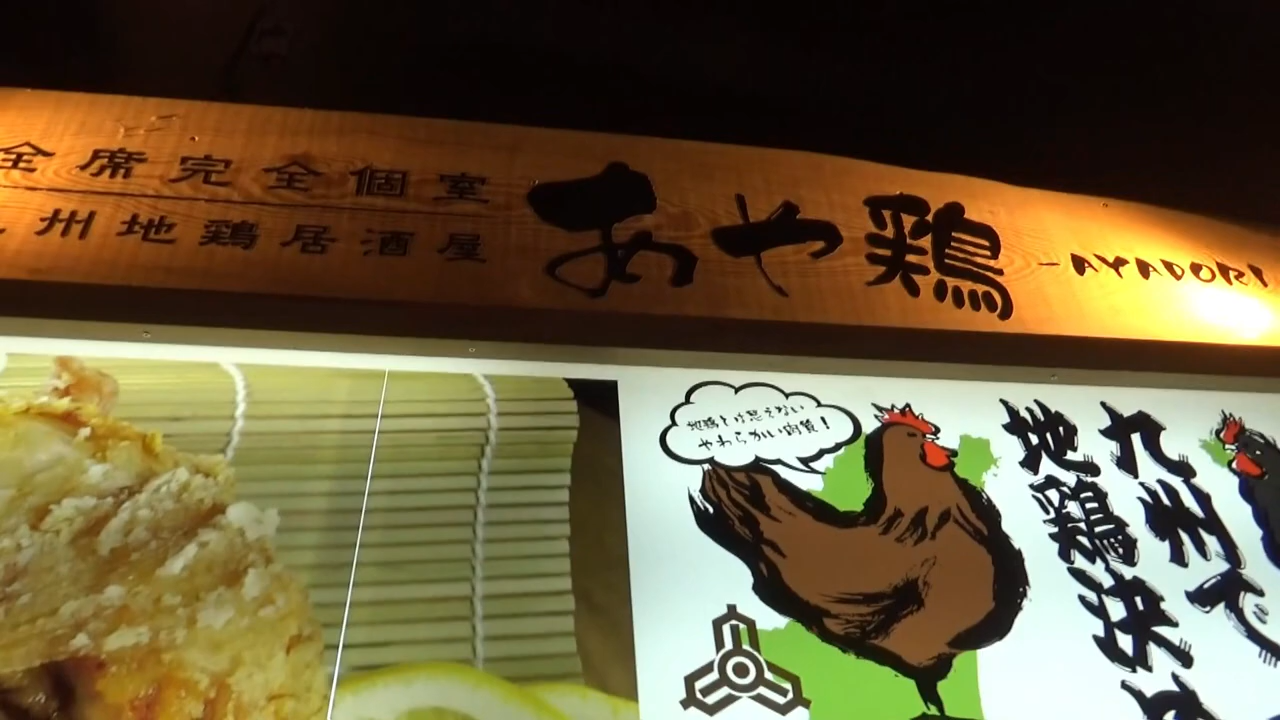 全席完全個室
州地鶏居酒屋
あや鶏
-AYADORI
地鶏とは思えない
やわらかい肉質!
九州で
地鶏決